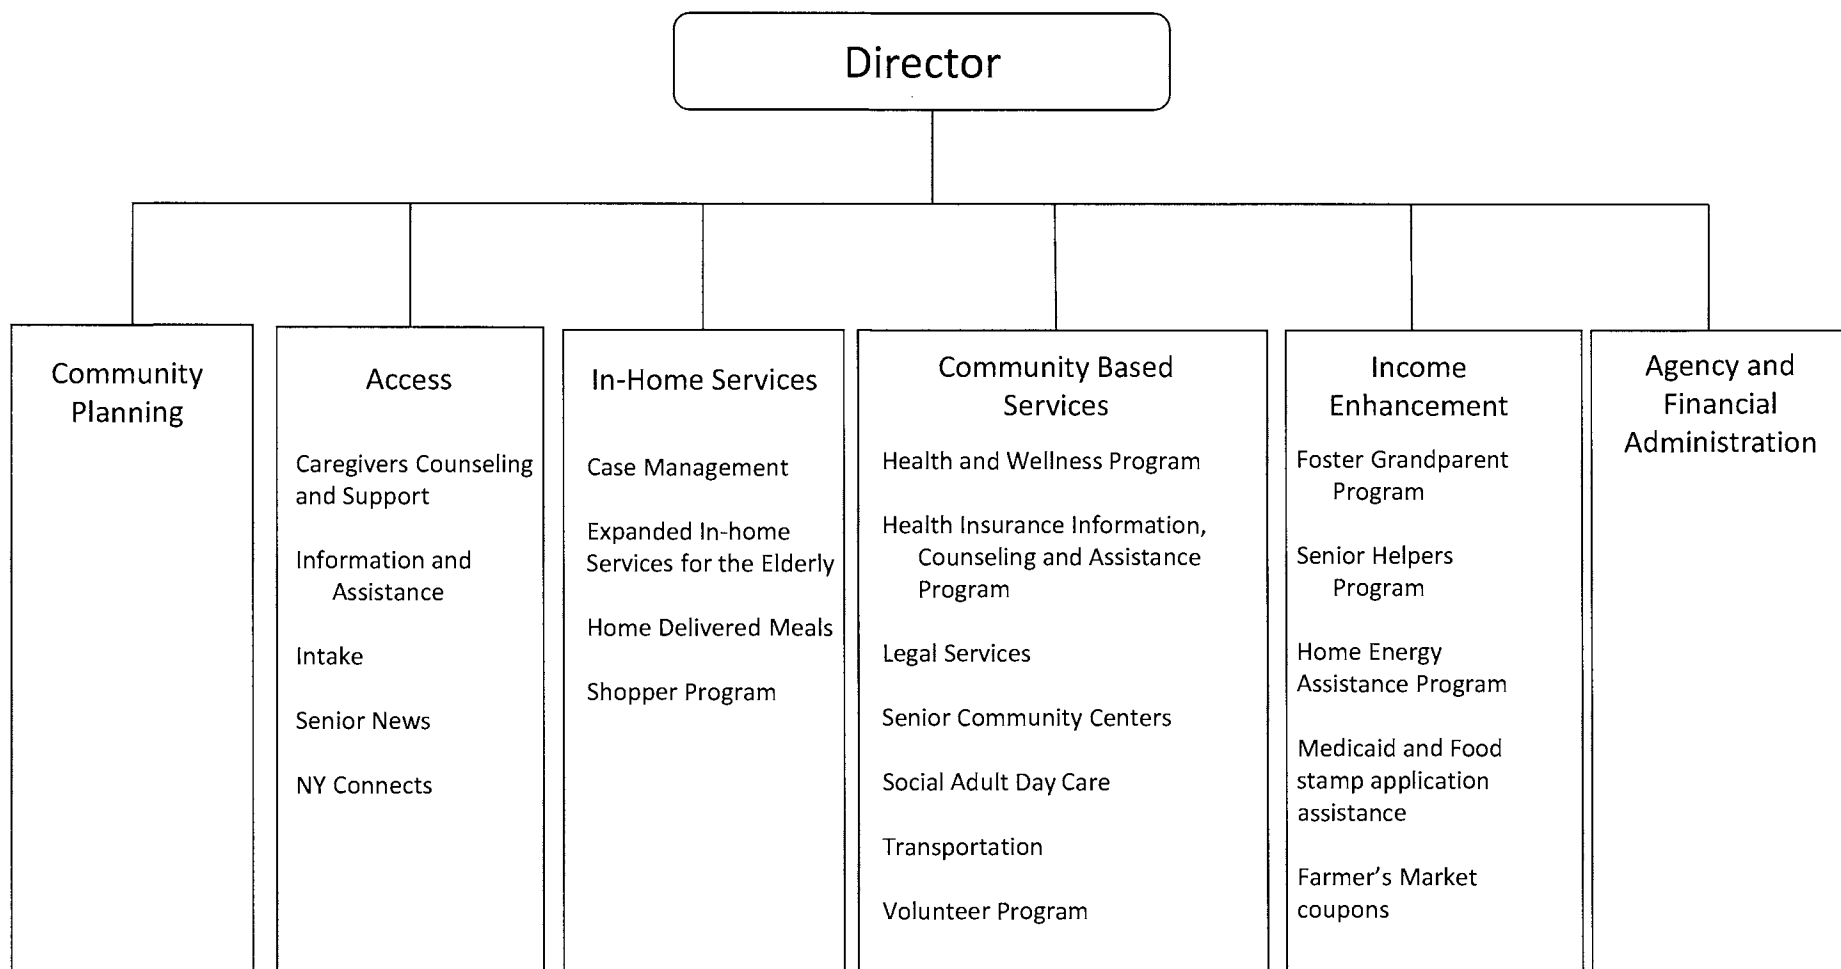 Director
Community
Planning
Access
Caregivers Counseling
and Support
Information and
Assistance
Intake
Senior News
NY Connects
In-Home Services
Case Management
Expanded In-home
Services for the Elderly
Home Delivered Meals
Shopper Program
Community Based
Services
Health and Wellness Program
Health Insurance Information,
Counseling and Assistance
Program
Legal Services
Senior Community Centers
Social Adult Day Care
Transportation
Volunteer Program
Income
Enhancement
Foster Grandparent
Program
Senior Helpers
Program
Home Energy
Assistance Program
Medicaid and Food
stamp application
assistance
Farmer's Market
coupons
Agency and
Financial
Administration